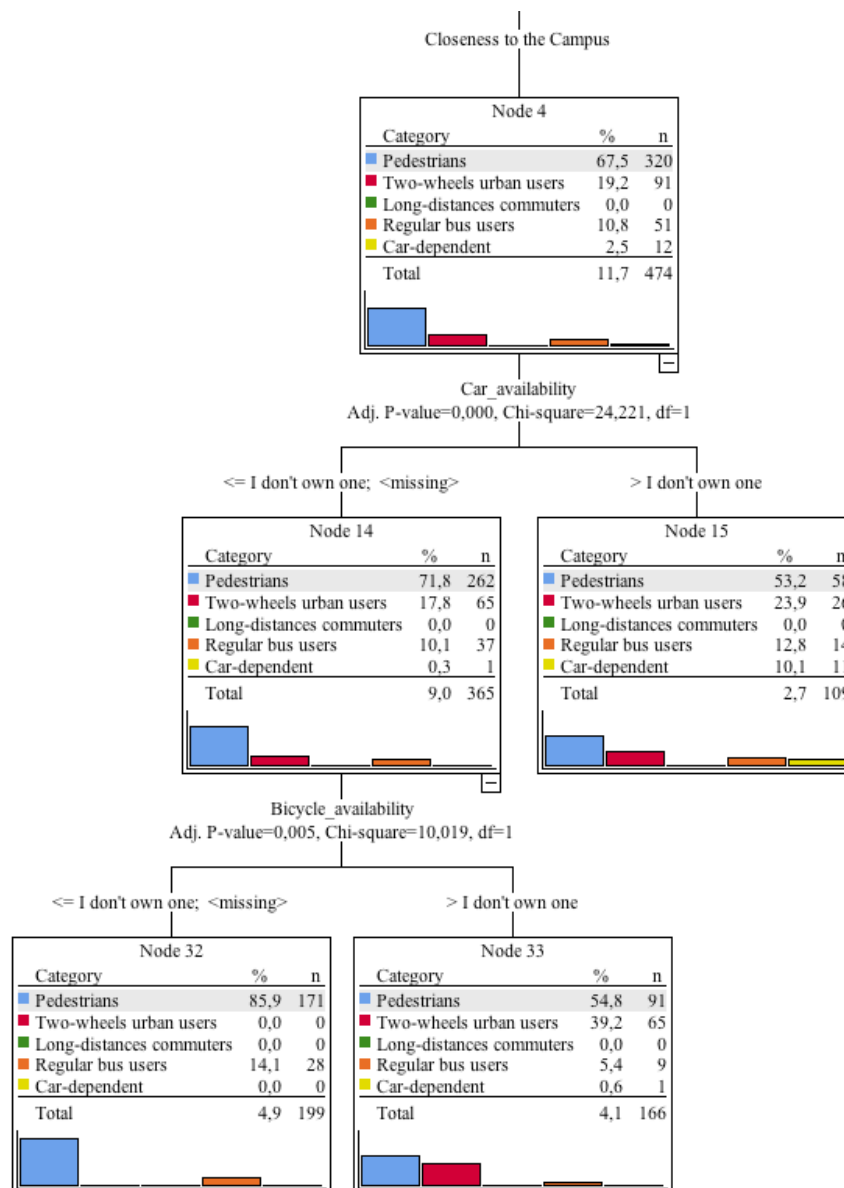 Closeness to the Campus
Node 4
Category % n
Pedestrians 67,5 320
Two-wheels urban users 19,2 91
Long-distances commuters 0,0 0
Regular bus users 10,8 51
Car-dependent 2,5 12
Total 11,7 474
Car_availability
Adj. P-value=0,000, Chi-square=24,221, df=1
<= I don't own one; <missing>
> I don't own one
Node 14
Category % n
Pedestrians 71,8 262
Two-wheels urban users 17,8 65
Long-distances commuters 0,0 0
Regular bus users 10,1 37
Car-dependent 0,3 1
Total 9,0 365
Node 15
Category % n
Pedestrians 53,2 58
Two-wheels urban users 23,9 26
Long-distances commuters 0,0 0
Regular bus users 12,8 14
Car-dependent 10,1 11
Total 2,7 109
Bicycle_availability
Adj. P-value=0,005, Chi-square=10,019, df=1
<= I don't own one; <missing>
> I don't own one
Node 32
Category % n
Pedestrians 85,9 171
Two-wheels urban users 0,0 0
Long-distances commuters 0,0 0
Regular bus users 14,1 28
Car-dependent 0,0 0
Total 4,9 199
Node 33
Category % n
Pedestrians 54,8 91
Two-wheels urban users 39,2 65
Long-distances commuters 0,0 0
Regular bus users 5,4 9
Car-dependent 0,6 1
Total 4,1 166